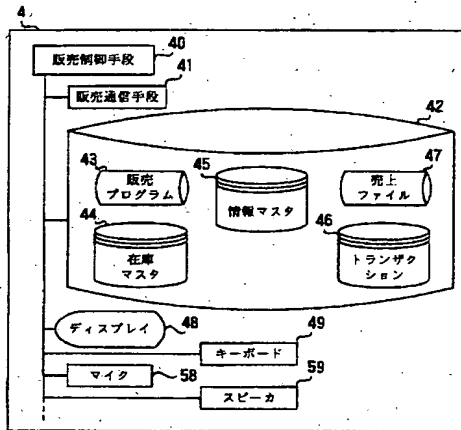 4
販売制御手段
40
販売通信手段
41
42
43
販売
プログラム
45
情報マスタ
47
売上
ファイル
44
在庫
マスタ
46
トランザク
ション
ディスプレイ
48
キーボード
49
マイク
58
スピーカ
59